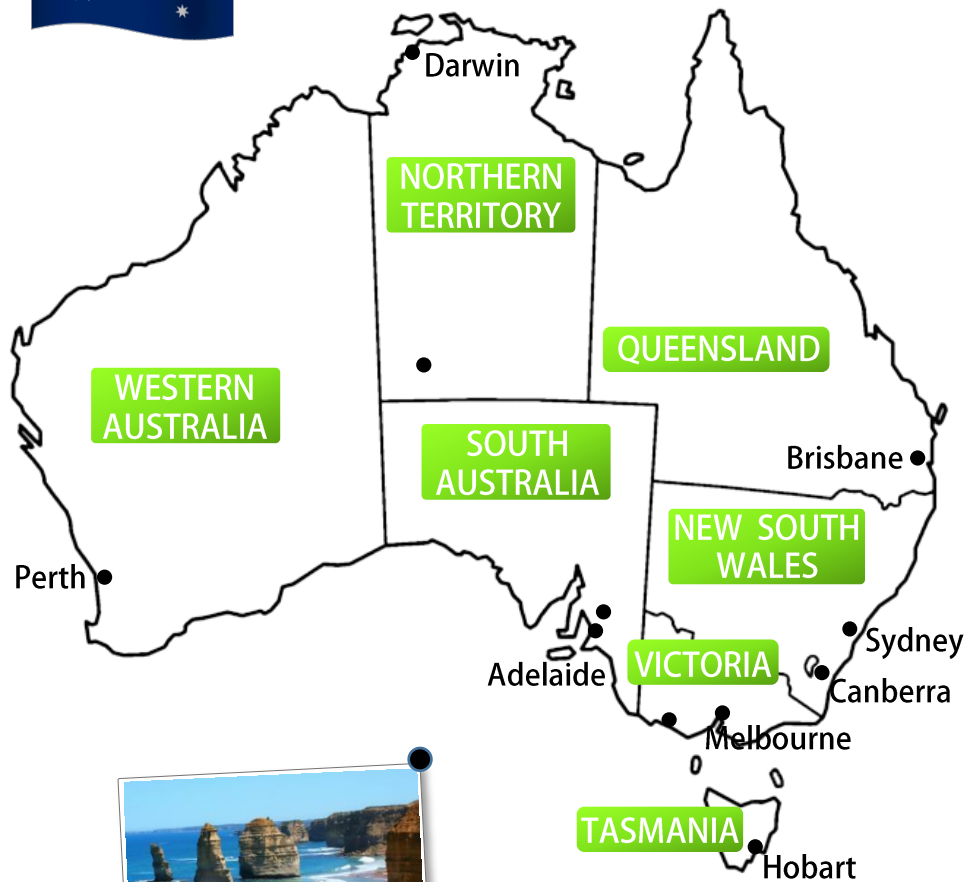 Darwin
NORTHERN
TERRITORY
QUEENSLAND
WESTERN
AUSTRALIA
SOUTH
AUSTRALIA
Brisbane
NEW SOUTH
WALES
Perth
Sydney
VICTORIA
Adelaide
Canberra
Melbourne
TASMANIA
Hobart